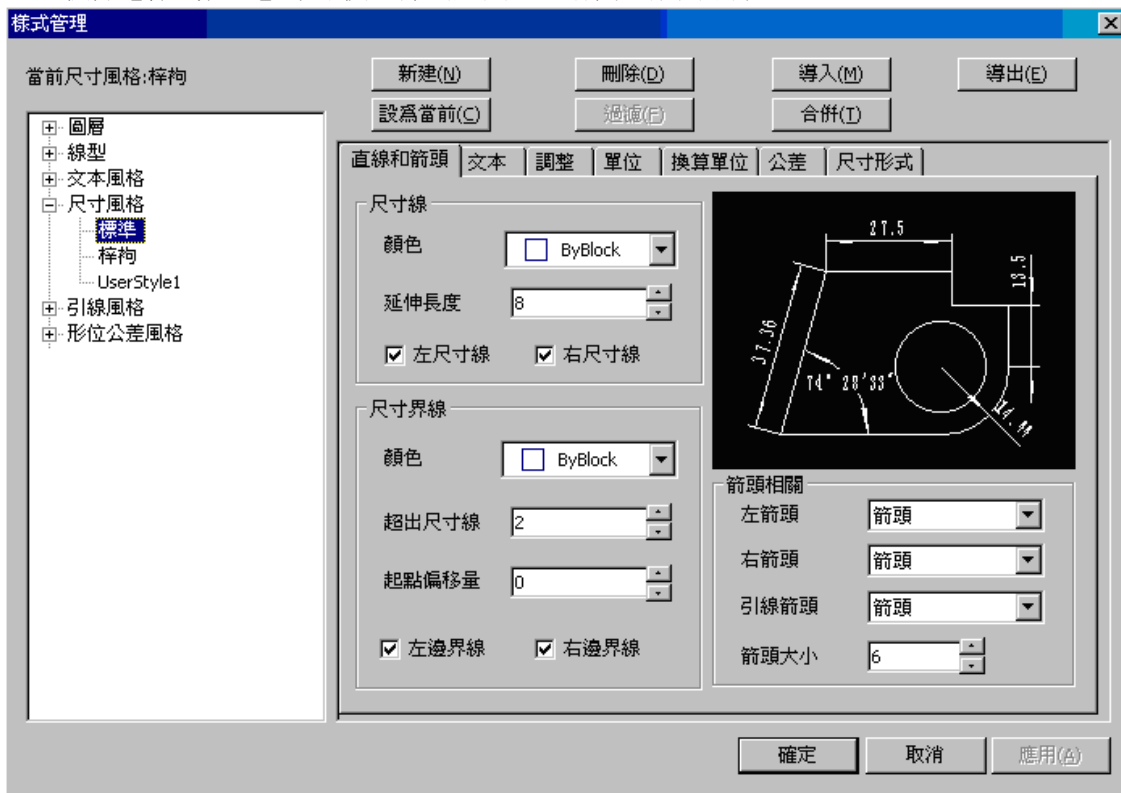 樣式管理
當前尺寸風格:梓枸
新建(N) 刪除(D) 導入(M) 導出(E)
設爲當前(C) 過濾(F) 合併(T)
圖層
線型
文本風格
尺寸風格
標準
梓枸
UserStyle1
引線風格
形位公差風格
直線和箭頭 文本 調整 單位 換算單位 公差 尺寸形式
尺寸線
顏色 ByBlock
延伸長度 8
左尺寸線 右尺寸線
尺寸界線
顏色 ByBlock
超出尺寸線 2
起點偏移量 0
左邊界線 右邊界線
27.5
13.5
37.36
74° 28'33"
14.44
箭頭相關
左箭頭 箭頭
右箭頭 箭頭
引線箭頭 箭頭
箭頭大小 6
確定 取消 應用(A)